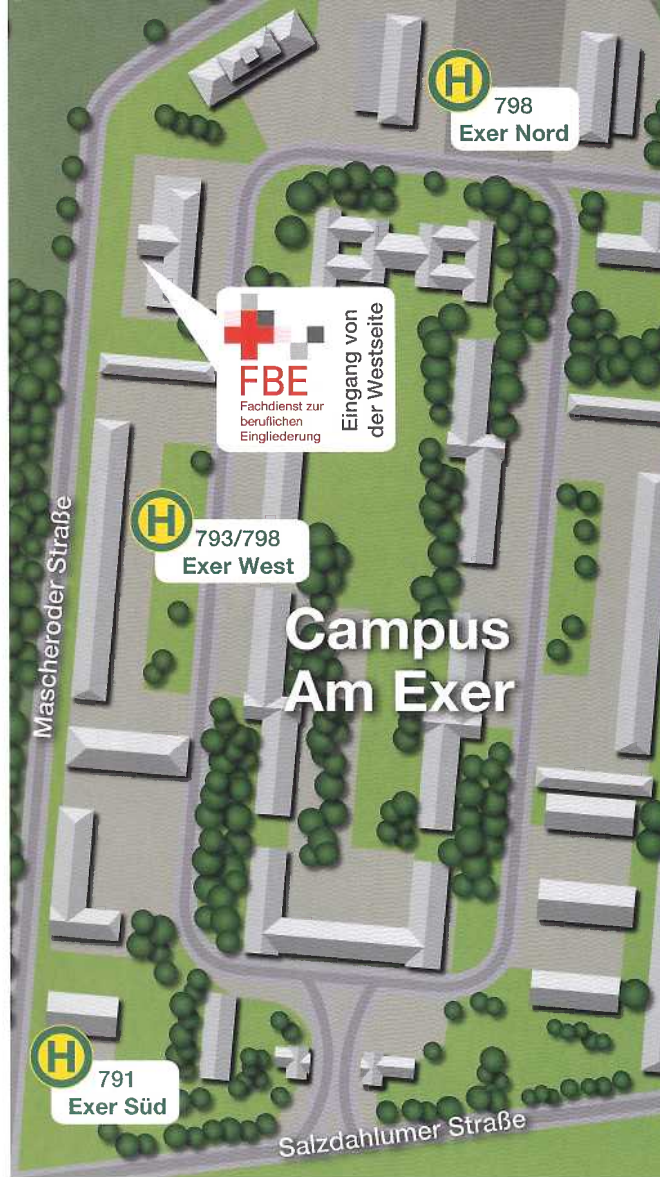 H
798
Exer Nord
FBE
Fachdienst zur
beruflichen
Eingliederung
Eingang von
der Westseite
H
793/798
Exer West
Mascheroder Straße
Campus
Am Exer
H
791
Exer Süd
Salzdahlumer Straße